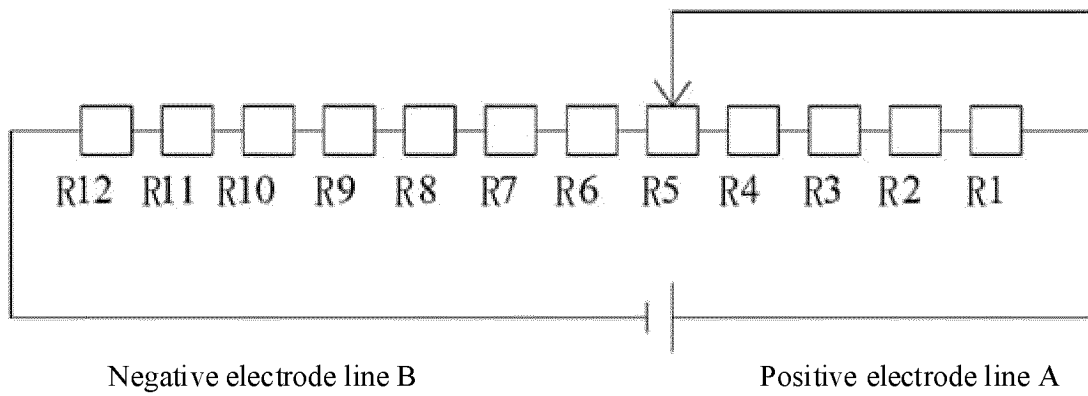 R12 R11 R10 R9 R8 R7 R6 R5 R4 R3 R2 R1
Negative electrode line B Positive electrode line A